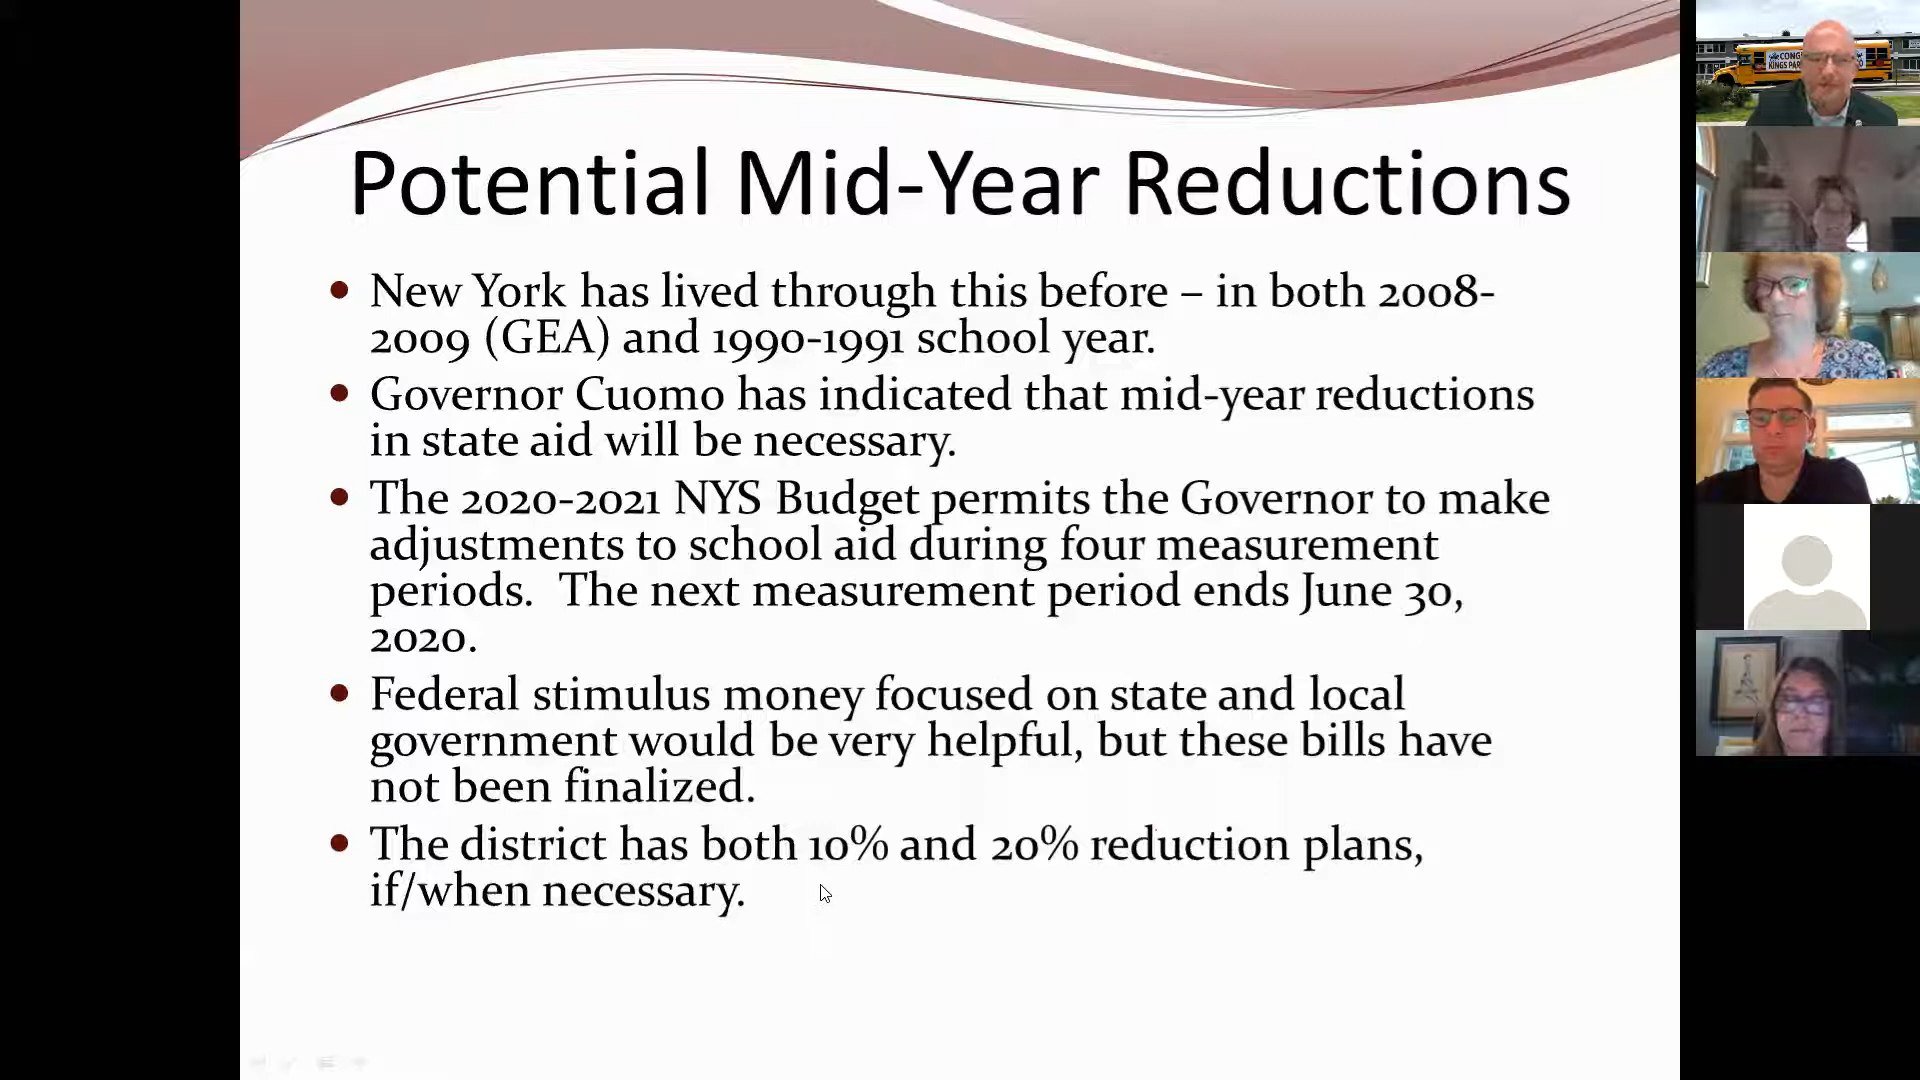 Potential Mid-Year Reductions
• New York has lived through this before – in both 2008-
2009 (GEA) and 1990-1991 school year.
• Governor Cuomo has indicated that mid-year reductions
in state aid will be necessary.
• The 2020-2021 NYS Budget permits the Governor to make
adjustments to school aid during four measurement
periods.  The next measurement period ends June 30,
2020.
• Federal stimulus money focused on state and local
government would be very helpful, but these bills have
not been finalized.
• The district has both 10% and 20% reduction plans,
if/when necessary.
KINGS